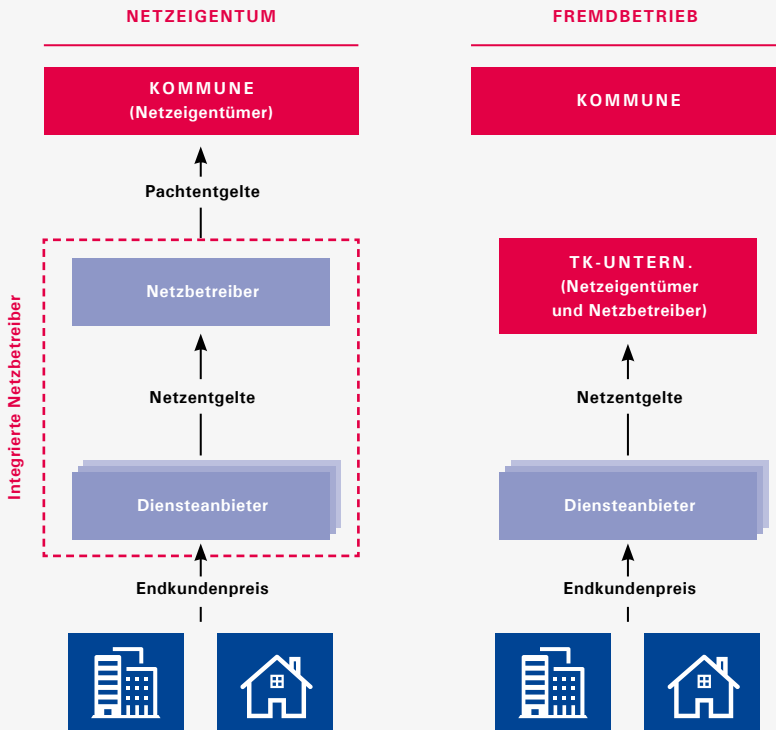 NETZEIGENTUM
KOMMUNE
(Netzeigentümer)
Pachtentgelte
Integrierte Netzbetreiber
Netzbetreiber
Netzentgelte
Diensteanbieter
Endkundenpreis
FREMDBETRIEB
KOMMUNE
TK-UNTERN.
(Netzeigentümer
und Netzbetreiber)
Netzentgelte
Diensteanbieter
Endkundenpreis